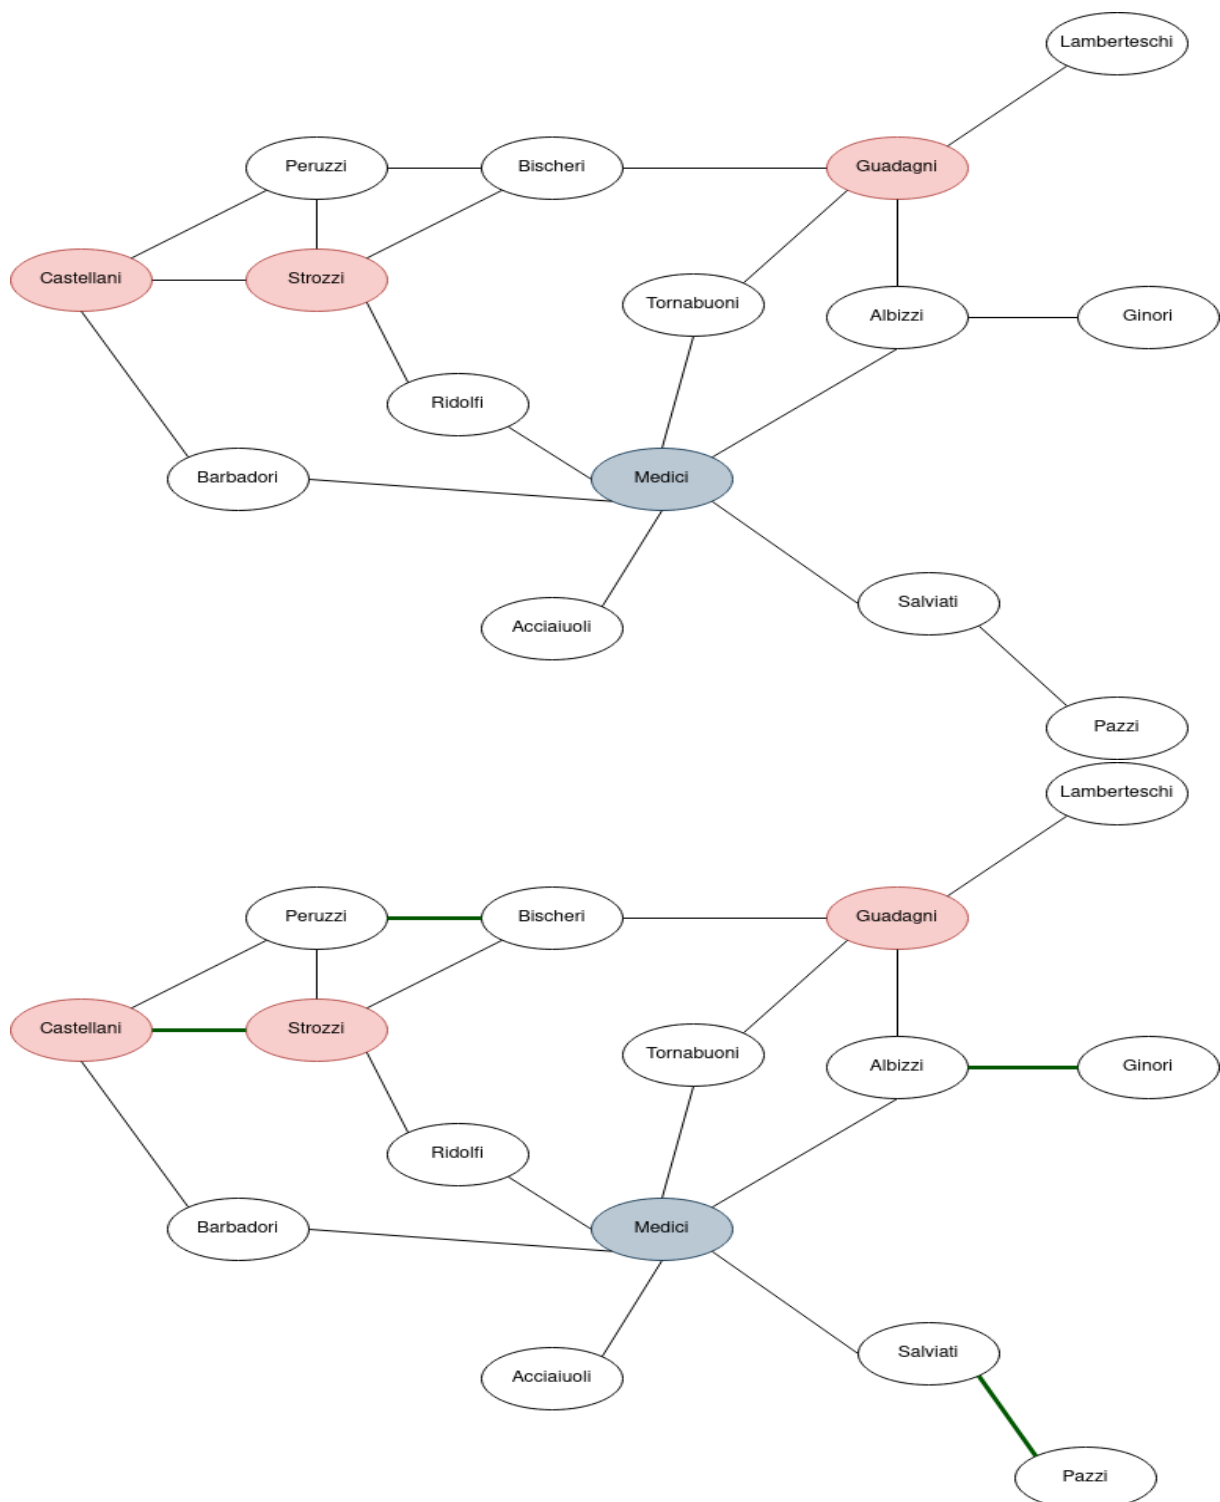 Lamberteschi
Peruzzi
Bischeri
Guadagni
Castellani
Strozzi
Tornabuoni
Albizzi
Ginori
Ridolfi
Barbadori
Medici
Acciaiuoli
Salviati
Pazzi
Lamberteschi
Peruzzi
Bischeri
Guadagni
Castellani
Strozzi
Tornabuoni
Albizzi
Ginori
Ridolfi
Barbadori
Medici
Acciaiuoli
Salviati
Pazzi